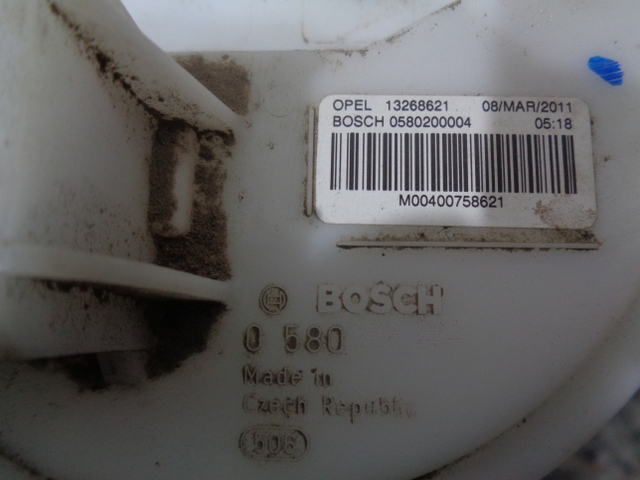 OPEL 13268621 08/MAR/2011
BOSCH 0580200004 05:18
M00400758621
BOSCH
0 580
Made in
Czech Republic
506